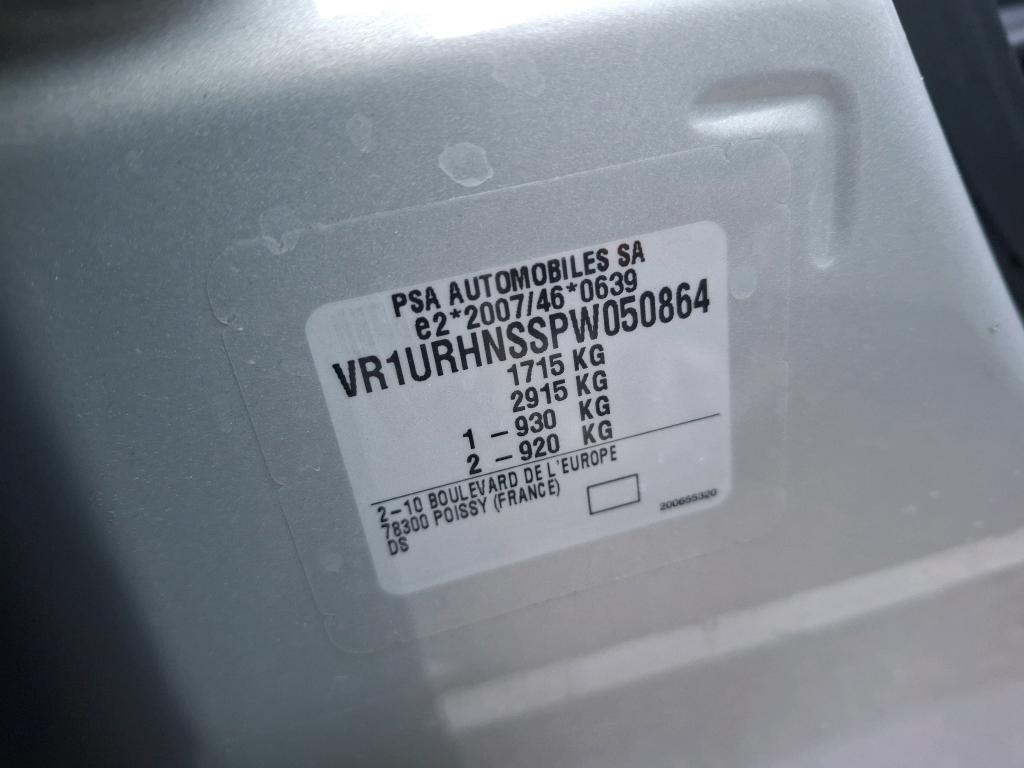 PSA AUTOMOBILES SA
e2*2007/46*0639
VR1URHNSSPW050864
1715 KG
2915 KG
1 – 930 KG
2 – 920 KG
2–10 BOULEVARD DE L'EUROPE
78300 POISSY (FRANCE)
DS
200655320